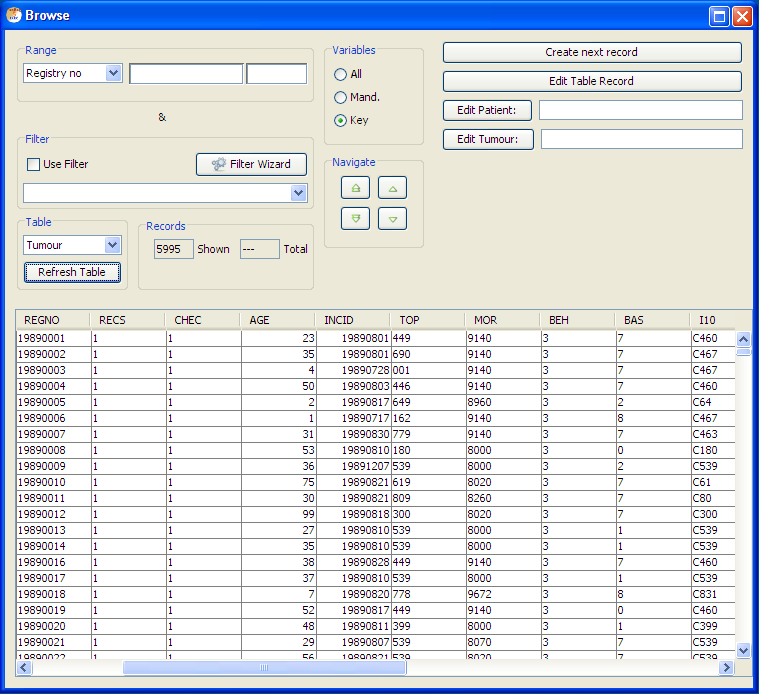 Browse
Range
Registry no
&
Filter
Use Filter
Filter Wizard
Table
Tumour
Refresh Table
Records
5995 Shown --- Total
Variables
All
Mand.
Key
Navigate
Create next record
Edit Table Record
Edit Patient:
Edit Tumour:
REGNO RECS CHEC AGE INCID TOP MOR BEH BAS I10
19890001 1 1 23 19890801 449 9140 3 7 C460
19890002 1 1 35 19890801 690 9140 3 7 C467
19890003 1 1 4 19890728 001 9140 3 7 C467
19890004 1 1 50 19890803 446 9140 3 7 C460
19890005 1 1 2 19890817 649 8960 3 2 C64
19890006 1 1 1 19890717 162 9140 3 8 C467
19890007 1 1 31 19890830 779 9140 3 7 C463
19890008 1 1 53 19890810 180 8000 3 0 C180
19890009 1 1 36 19891207 539 8000 3 2 C539
19890010 1 1 75 19890821 619 8020 3 7 C61
19890011 1 1 30 19890821 809 8260 3 7 C80
19890012 1 1 99 19890818 300 8020 3 7 C300
19890013 1 1 27 19890810 539 8000 3 1 C539
19890014 1 1 35 19890810 539 8000 3 1 C539
19890016 1 1 38 19890828 449 9140 3 7 C460
19890017 1 1 37 19890810 539 8000 3 1 C539
19890018 1 1 7 19890820 778 9672 3 8 C831
19890019 1 1 52 19890817 449 9140 3 0 C460
19890020 1 1 48 19890811 399 8000 3 1 C399
19890021 1 1 29 19890807 539 8070 3 7 C539
19890022 1 1 56 19890821 539 8020 3 7 C539